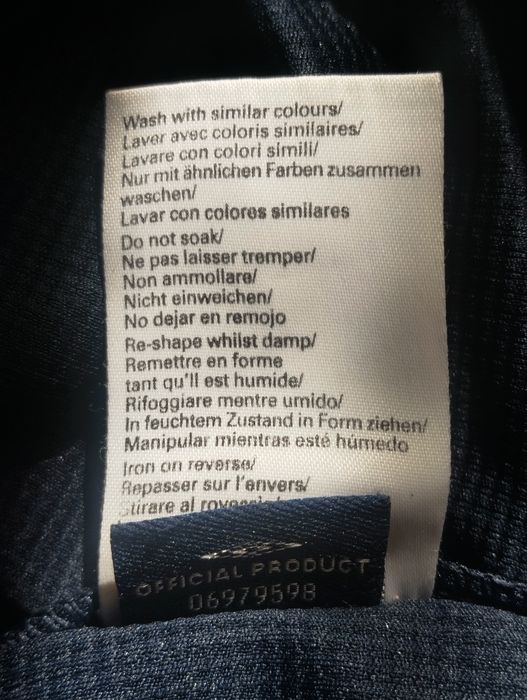 Wash with similar colours/
Laver avec coloris similaires/
Lavare con colori simili/
Nur mit ähnlichen Farben zusammen
waschen/
Lavar con colores similares
Do not soak/
Ne pas laisser tremper/
Non ammollare/
Nicht einweichen/
No dejar en remojo
Re-shape whilst damp/
Remettre en forme
tant qu'il est humide/
Rifoggiare mentre umido/
In feuchtem Zustand in Form ziehen/
Manipular mientras esté húmedo
Iron on reverse/
Repasser sur l'envers/
Stirare al
OFFICIAL PRODUCT
06979598